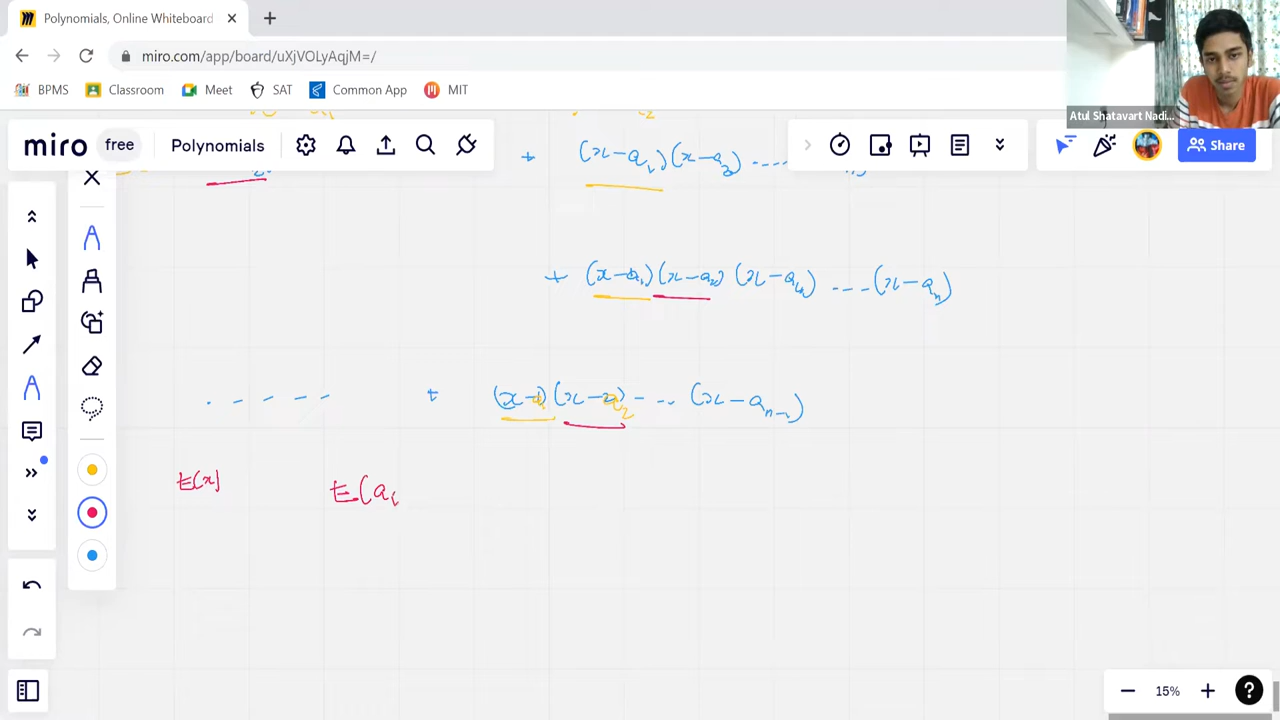 Polynomials, Online Whiteboard
miro.com/app/board/uXjVOLyAqjM=/
BPMS Classroom Meet SAT Common App MIT
Atul Shatavart Nadi...
miro free Polynomials
Share
+ (x-a₁)(x-a₂) ....
+ (x-a₁)(x-a₂)(x-a₄) ....(x-aₙ)
. - - - - + (x-a₁)(x-a₂) - .. (x-aₙ₋₁)
E(x) E(a₁
15%